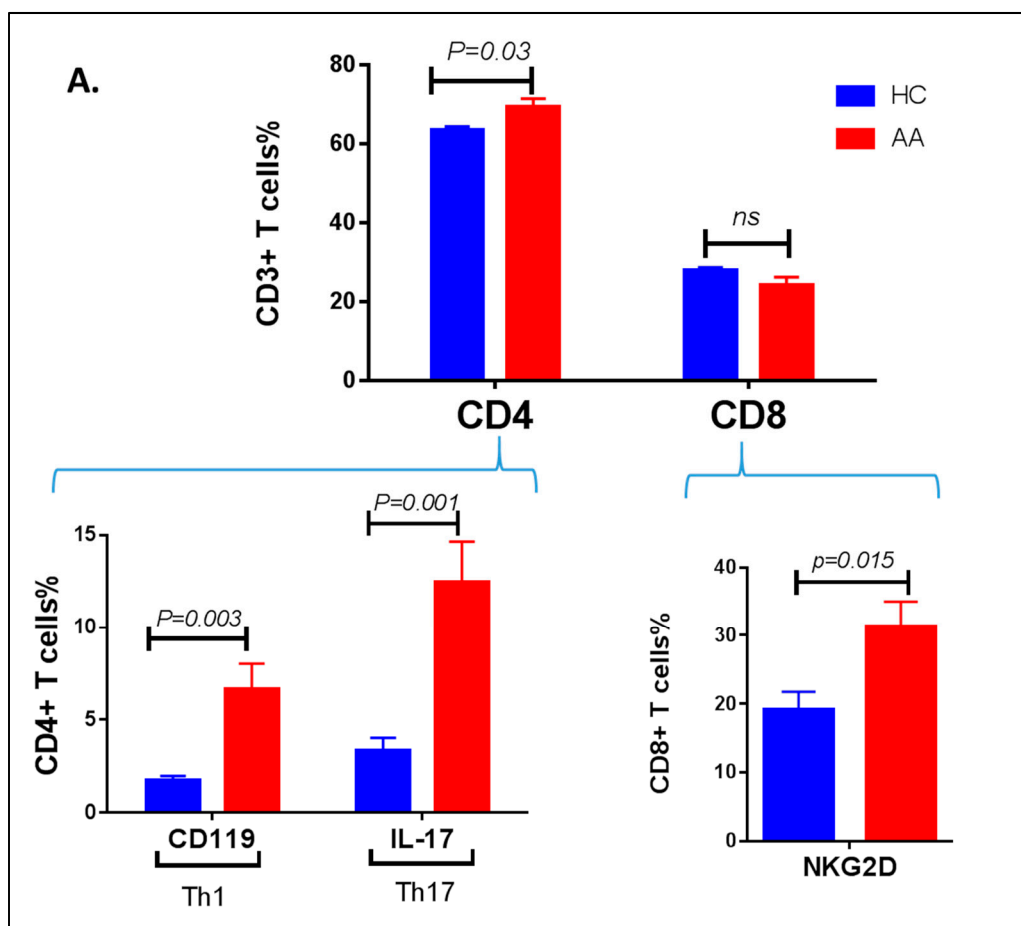 A.
P=0.03
HC
AA
ns
CD3+ T cells%
80
60
40
20
0
CD4
CD8
P=0.003
P=0.001
CD4+ T cells%
15
10
5
0
CD119
IL-17
Th1
Th17
p=0.015
CD8+ T cells%
40
30
20
10
0
NKG2D